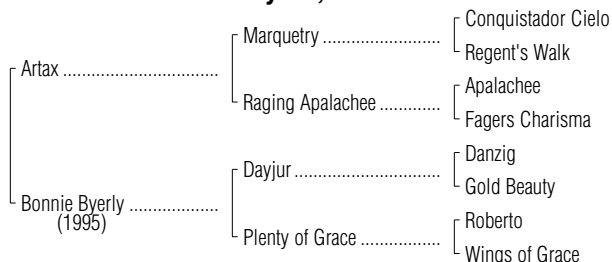 Conquistador Cielo
Marquetry ........................
Regent's Walk
Artax ................................
Apalachee
Raging Apalachee ............
Fagers Charisma
Danzig
Dayjur ..............................
Gold Beauty
Bonnie Byerly ..................
(1995)
Roberto
Plenty of Grace ................
Wings of Grace